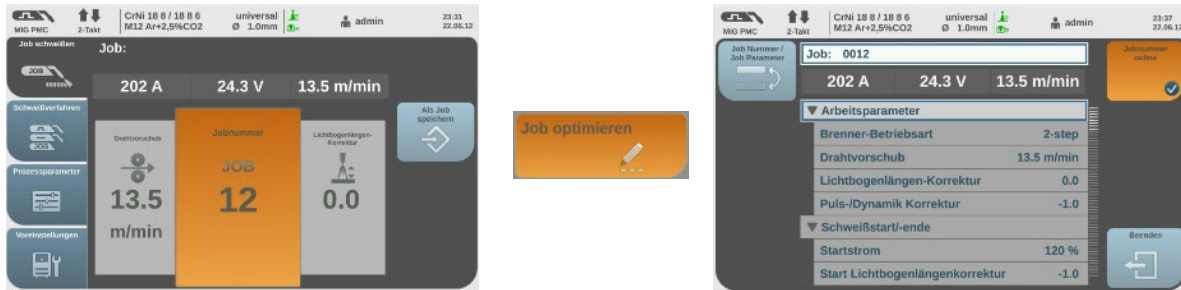 MIG PMC
2-Takt
CrNi 18 8 / 18 8 6
M12 Ar+2,5%CO2
universal
Ø 1.0mm
admin
23:31
22.06.12
Job schweißen
JOB
Job:
202 A
24.3 V
13.5 m/min
Schweißverfahren
JOB
Prozessparameter
Voreinstellungen
Drahtvorschub
13.5
m/min
Jobnummer
JOB
12
Lichtbogenlängen-
Korrektur
0.0
Als Job
speichern
Job optimieren
MIG PMC
2-Takt
CrNi 18 8 / 18 8 6
M12 Ar+2,5%CO2
universal
Ø 1.0mm
admin
23:37
22.06.12
Job Nummer /
Job Parameter
Job: 0012
202 A
24.3 V
13.5 m/min
Jobnummer
online
Arbeitsparameter
Brenner-Betriebsart 2-step
Drahtvorschub 13.5 m/min
Lichtbogenlängen-Korrektur 0.0
Puls-/Dynamik Korrektur -1.0
Schweißstart/-ende
Startstrom 120 %
Start Lichtbogenlängenkorrektur -1.0
Beenden